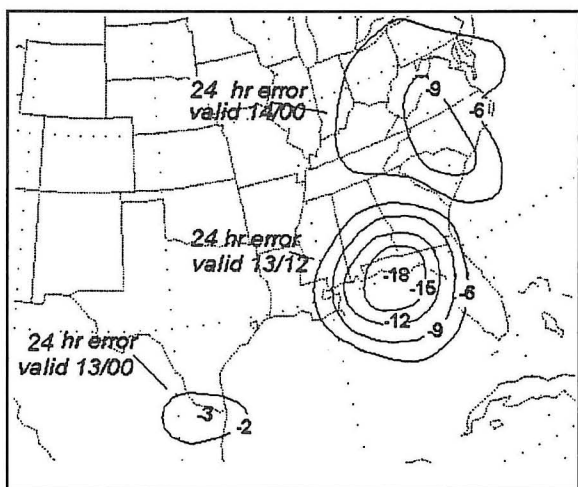 24 hr error
valid 14/00
-9
-6
24 hr error
valid 13/12
-18
-15
-6
-12
-9
24 hr error
valid 13/00
-3
-2